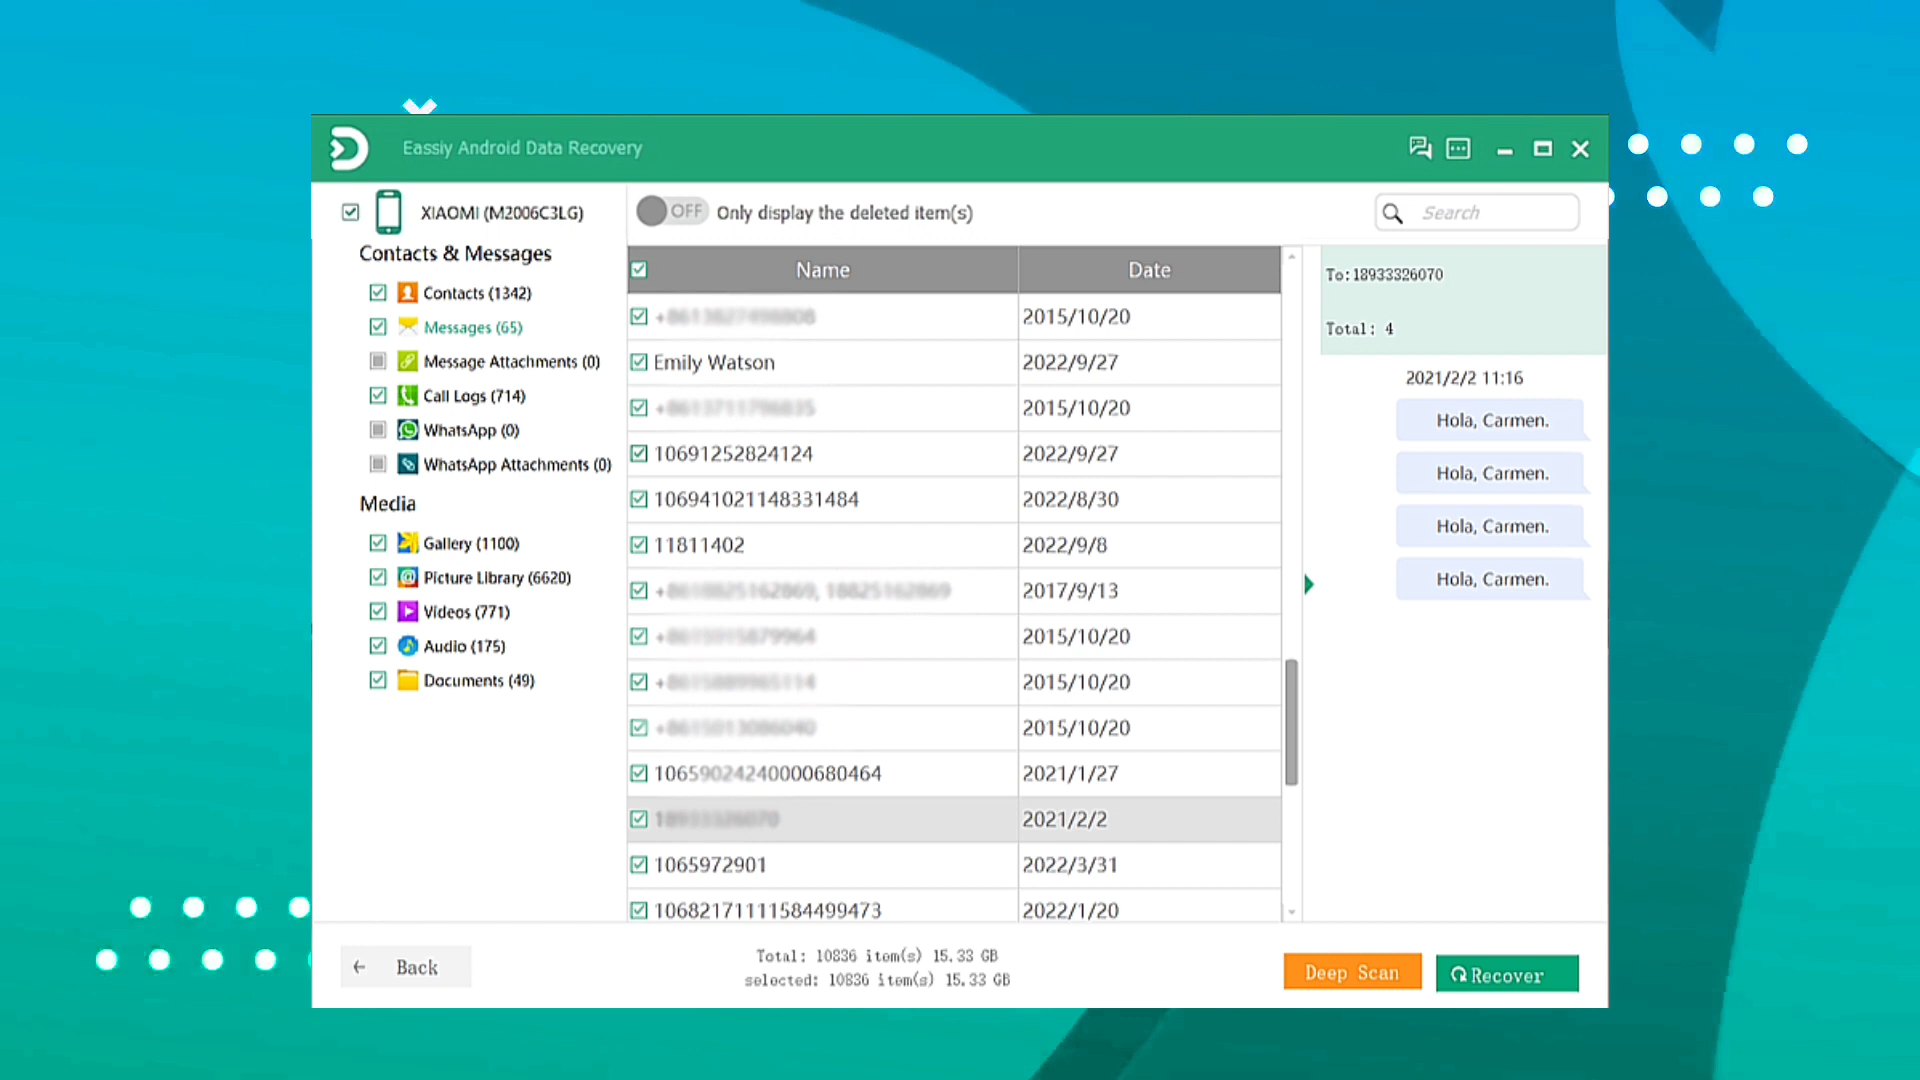 Eassiy Android Data Recovery
XIAOMI (M2006C3LG)
OFF Only display the deleted item(s)
Search
Contacts & Messages
Contacts (1342)
Messages (65)
Message Attachments (0)
Call Logs (714)
WhatsApp (0)
WhatsApp Attachments (0)
Media
Gallery (1100)
Picture Library (6620)
Videos (771)
Audio (175)
Documents (49)
Name Date
2015/10/20
Emily Watson 2022/9/27
2015/10/20
10691252824124 2022/9/27
106941021148331484 2022/8/30
11811402 2022/9/8
2017/9/13
2015/10/20
2015/10/20
2015/10/20
10659024240000680464 2021/1/27
2021/2/2
1065972901 2022/3/31
10682171111584499473 2022/1/20
To:18933326070
Total: 4
2021/2/2 11:16
Hola, Carmen.
Hola, Carmen.
Hola, Carmen.
Hola, Carmen.
Back
Total: 10836 item(s) 15.33 GB
selected: 10836 item(s) 15.33 GB
Deep Scan
Recover